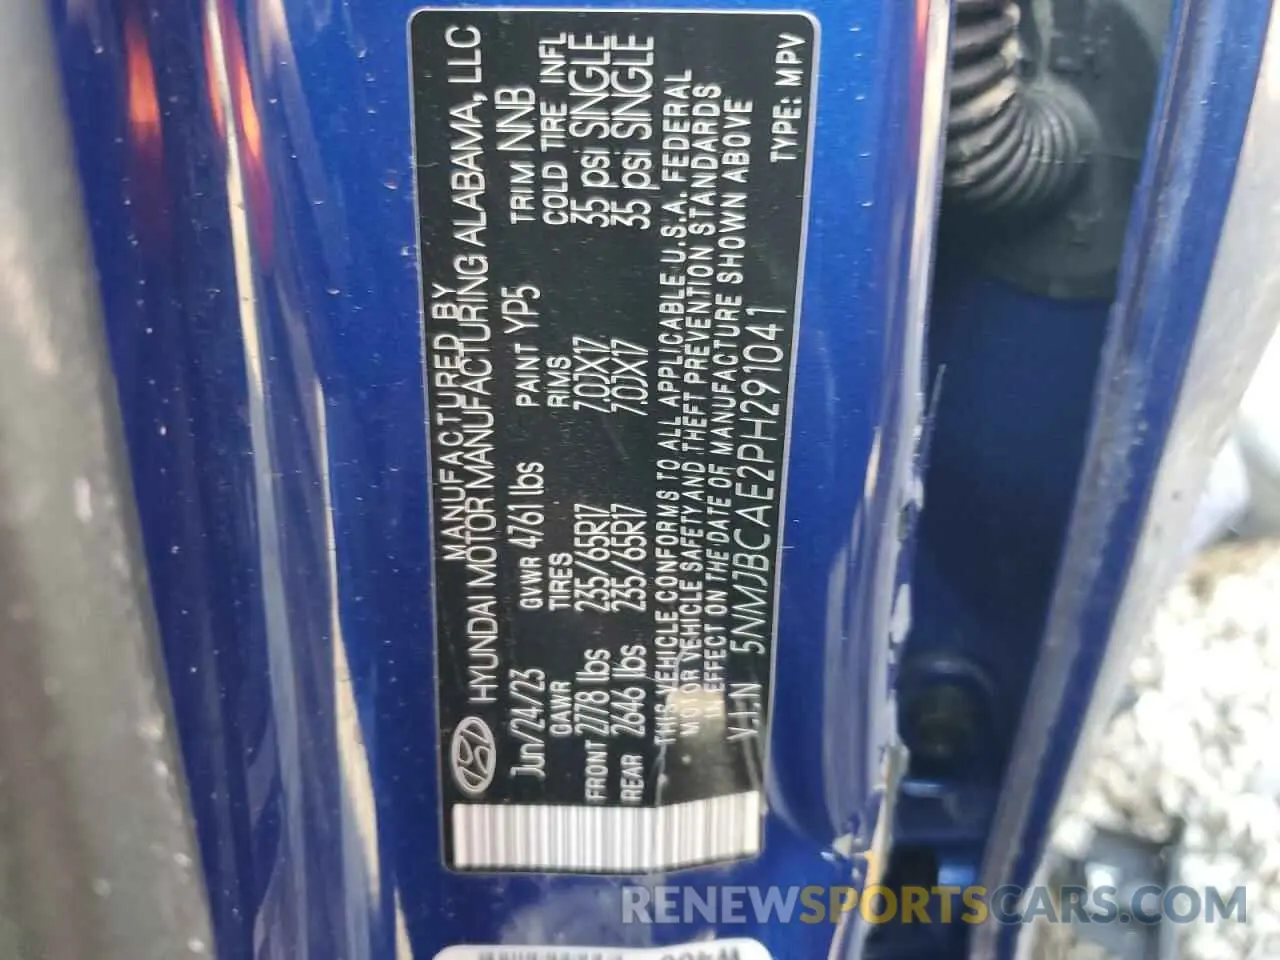 MANUFACTURED BY
HYUNDAI MOTOR MANUFACTURING ALABAMA, LLC
Jun/24/23 GVWR 4761 lbs PAINT YP5 TRIM NNB
GAWR TIRES RIMS COLD TIRE INFL
FRONT 2778 lbs 235/65R17 7.0JX17 35 psi SINGLE
REAR 2646 lbs 235/65R17 7.0JX17 35 psi SINGLE
THIS VEHICLE CONFORMS TO ALL APPLICABLE U.S.A. FEDERAL
MOTOR VEHICLE SAFETY AND THEFT PREVENTION STANDARDS
IN EFFECT ON THE DATE OF MANUFACTURE SHOWN ABOVE
V.I.N 5NMJBCAE2PH291041 TYPE: MPV
RENEWSPORTSCARS.COM